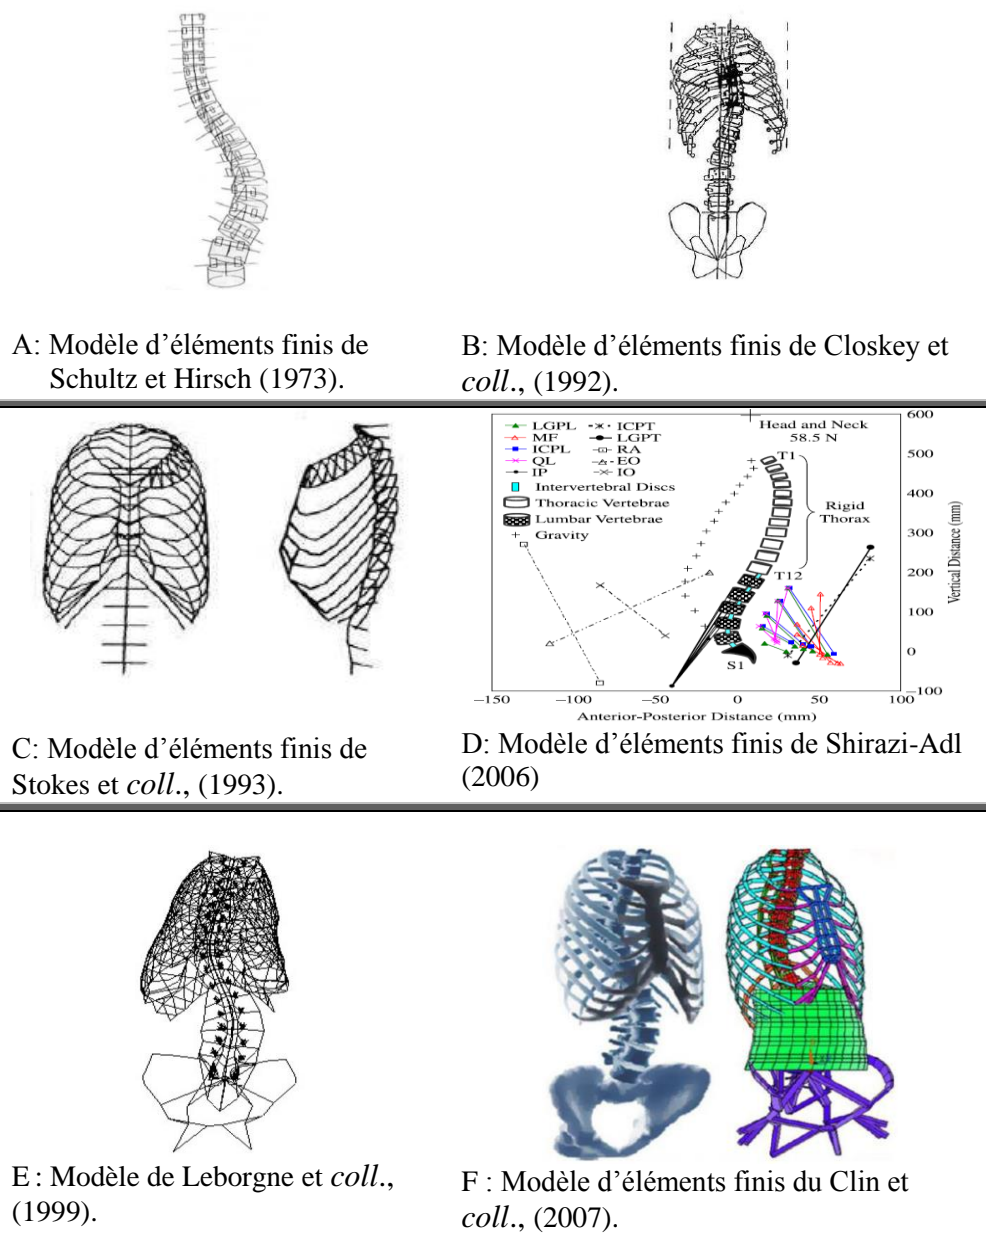 A: Modèle d’éléments finis de
Schultz et Hirsch (1973).
B: Modèle d’éléments finis de Closkey et
coll., (1992).
LGPL
MF
ICPL
QL
IP
ICPT
LGPT
RA
EO
IO
Intervertebral Discs
Thoracic Vertebrae
Lumbar Vertebrae
Gravity
Head and Neck
58.5 N
T1
Rigid
Thorax
T12
S1
600
500
400
300
200
100
0
−100
Vertical Distance (mm)
−150
−100
−50
0
50
100
Anterior-Posterior Distance (mm)
C: Modèle d’éléments finis de
Stokes et coll., (1993).
D: Modèle d’éléments finis de Shirazi-Adl
(2006)
E : Modèle de Leborgne et coll.,
(1999).
F : Modèle d’éléments finis du Clin et
coll., (2007).